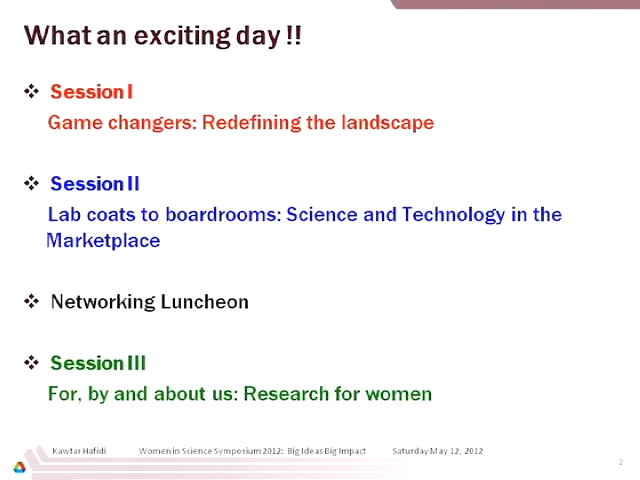 What an exciting day !!
❖ Session I
Game changers: Redefining the landscape
❖ Session II
Lab coats to boardrooms: Science and Technology in the
Marketplace
❖ Networking Luncheon
❖ Session III
For, by and about us: Research for women
Kawtar Hafidi Women in Science Symposium 2012: Big Ideas Big Impact Saturday May 12, 2012
2